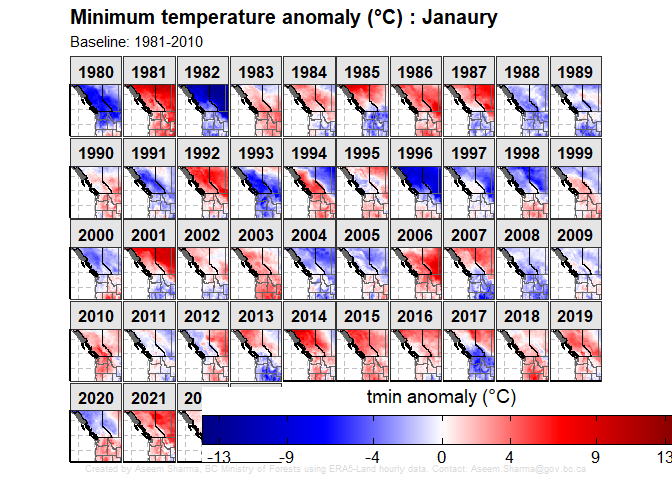 Minimum temperature anomaly (°C) : Janaury
Baseline: 1981-2010
1980 1981 1982 1983 1984 1985 1986 1987 1988 1989
1990 1991 1992 1993 1994 1995 1996 1997 1998 1999
2000 2001 2002 2003 2004 2005 2006 2007 2008 2009
2010 2011 2012 2013 2014 2015 2016 2017 2018 2019
2020 2021 20
tmin anomaly (°C)
-13 -9 -4 0 4 9 13
Created by Aseem Sharma, BC Ministry of Forests using ERA5-Land hourly data. Contact: Aseem.Sharma@gov.bc.ca